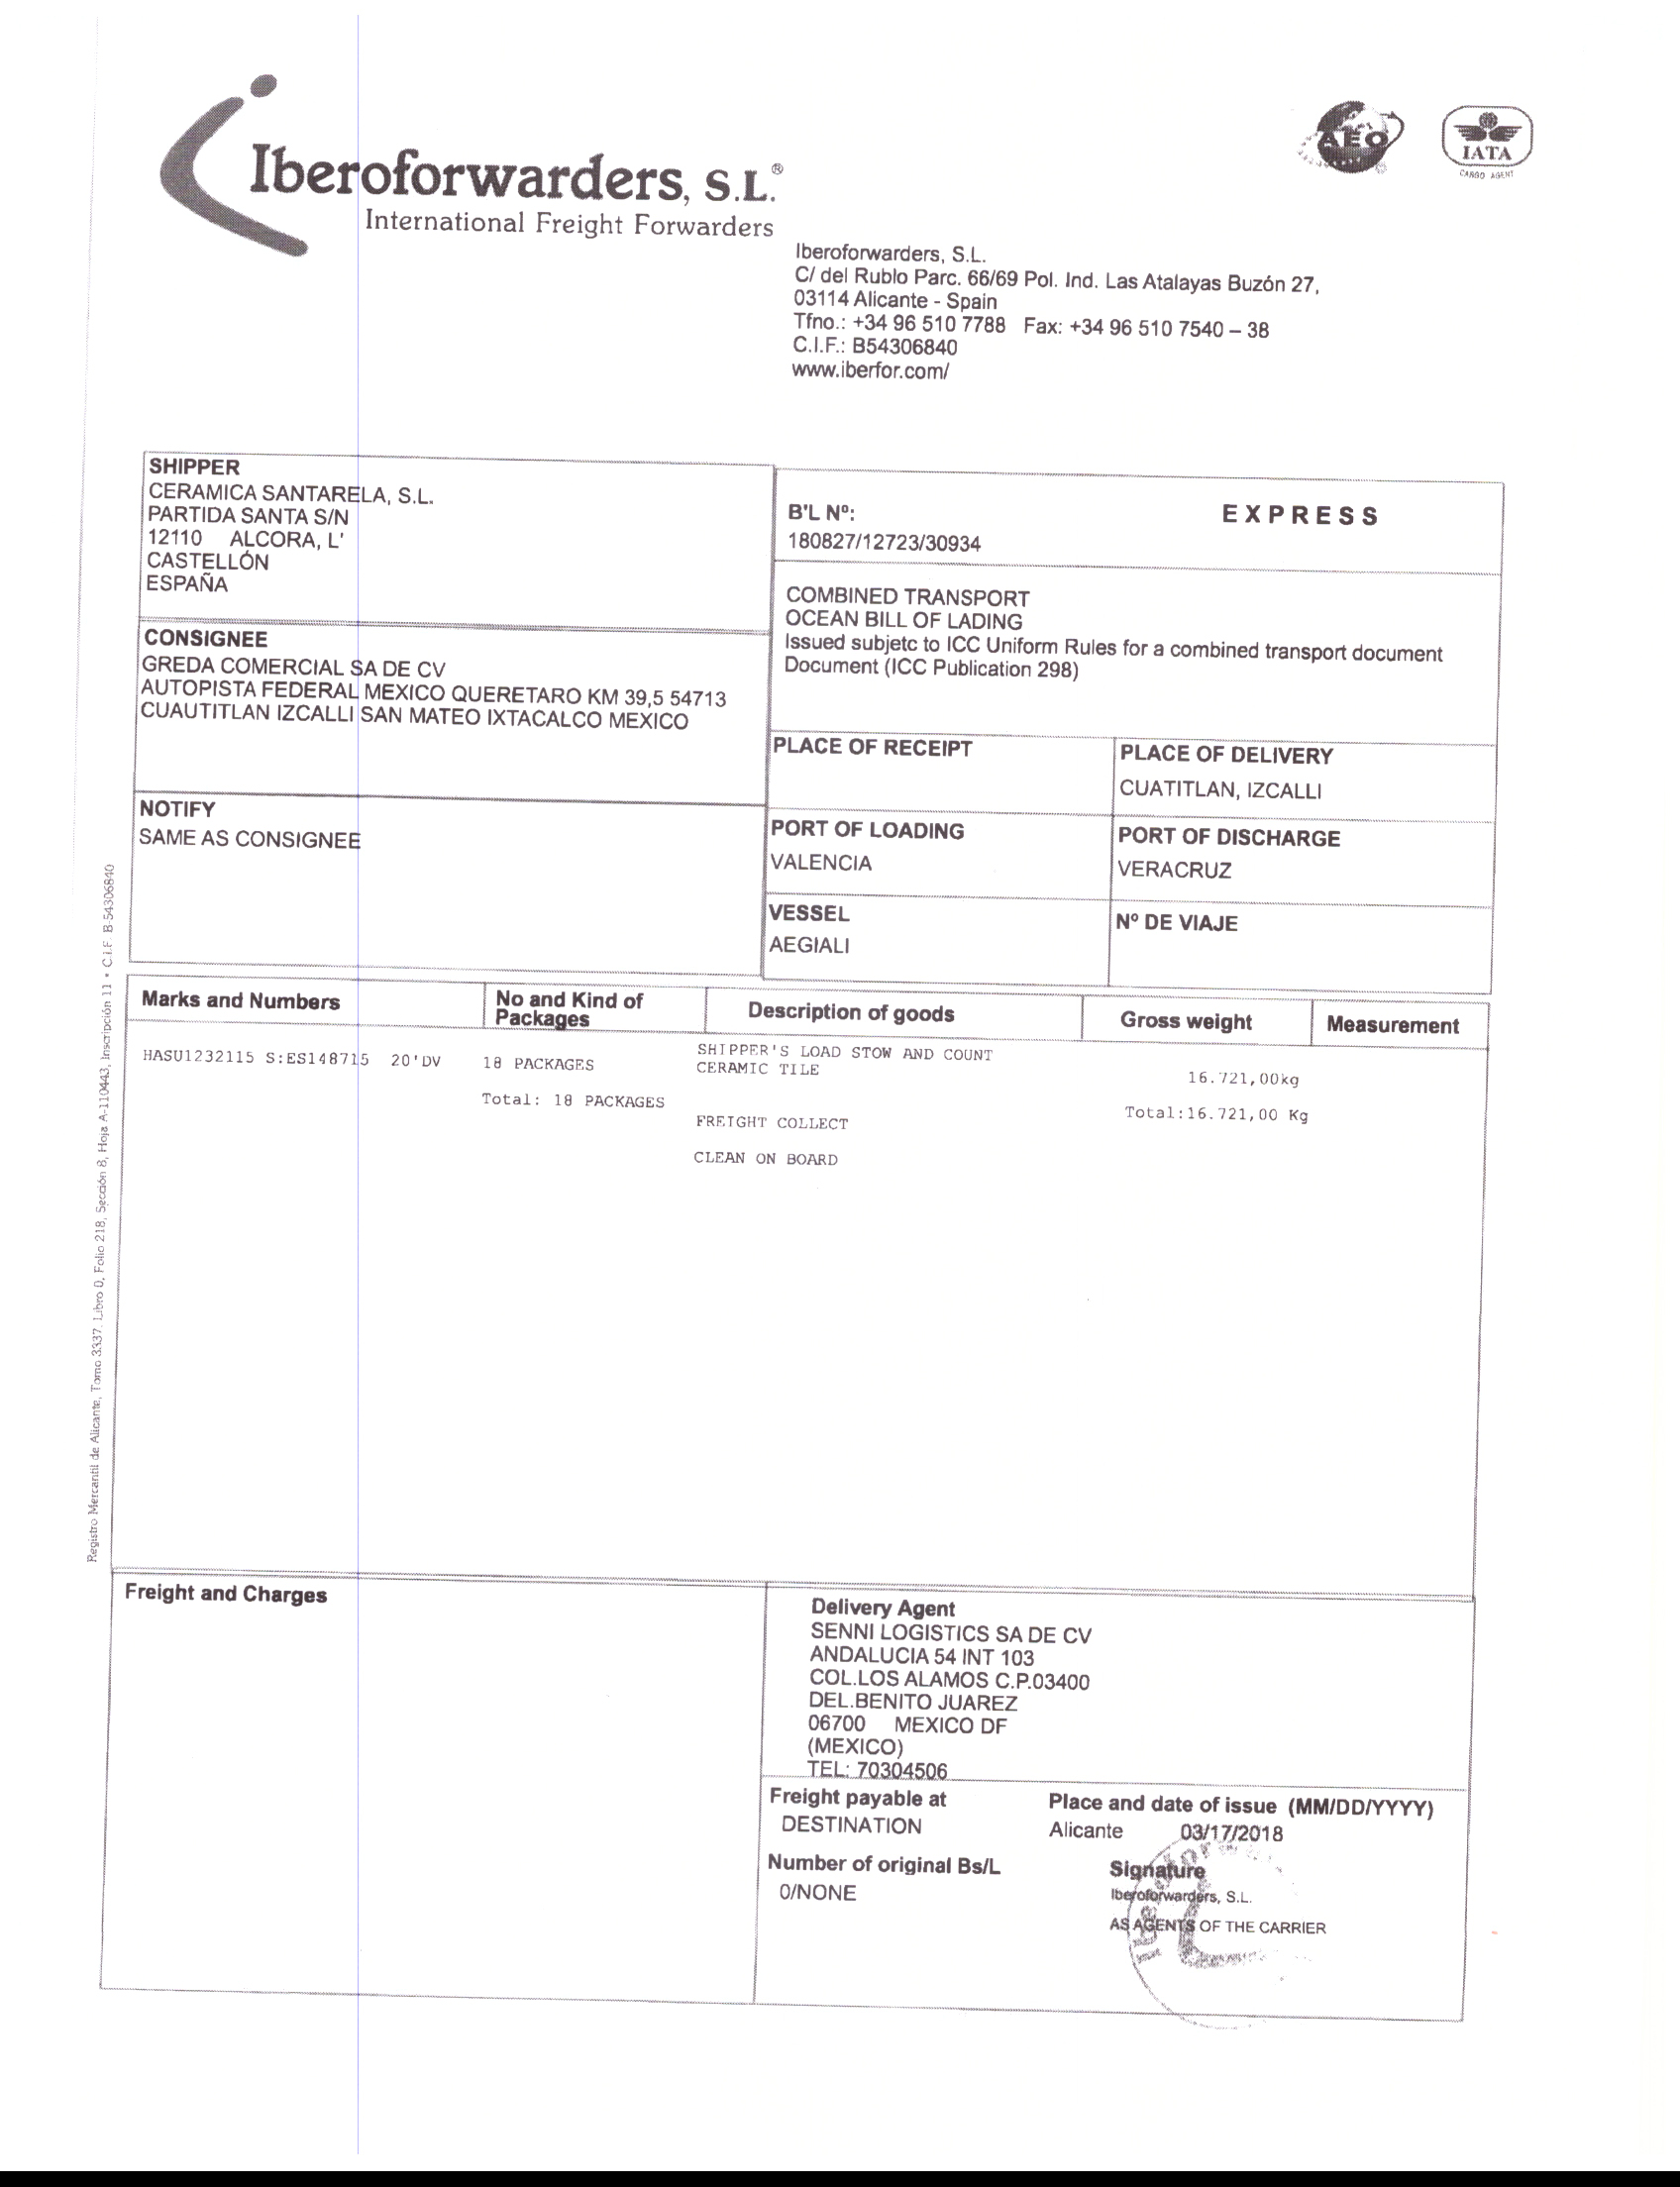 Iberoforwarders, S.L.®
International Freight Forwarders
AEO
IATA
CARGO AGENT
Iberoforwarders, S.L.
C/ del Rublo Parc. 66/69 Pol. Ind. Las Atalayas Buzón 27,
03114 Alicante - Spain
Tfno.: +34 96 510 7788 Fax: +34 96 510 7540 – 38
C.I.F.: B54306840
www.iberfor.com/
SHIPPER
CERAMICA SANTARELA, S.L.
PARTIDA SANTA S/N
12110 ALCORA, L'
CASTELLÓN
ESPAÑA
B'L Nº:
EXPRESS
180827/12723/30934
COMBINED TRANSPORT
OCEAN BILL OF LADING
Issued subjetc to ICC Uniform Rules for a combined transport document
Document (ICC Publication 298)
CONSIGNEE
GREDA COMERCIAL SA DE CV
AUTOPISTA FEDERAL MEXICO QUERETARO KM 39,5 54713
CUAUTITLAN IZCALLI SAN MATEO IXTACALCO MEXICO
PLACE OF RECEIPT
PLACE OF DELIVERY
CUATITLAN, IZCALLI
NOTIFY
SAME AS CONSIGNEE
PORT OF LOADING
VALENCIA
PORT OF DISCHARGE
VERACRUZ
VESSEL
AEGIALI
Nº DE VIAJE
Marks and Numbers
No and Kind of
Packages
Description of goods
Gross weight
Measurement
HASU1232115 S:ES148715 20'DV
18 PACKAGES
Total: 18 PACKAGES
SHIPPER'S LOAD STOW AND COUNT
CERAMIC TILE
FREIGHT COLLECT
CLEAN ON BOARD
16.721,00kg
Total:16.721,00 Kg
Registro Mercantil de Alicante, Tomo 3337, Libro 0, Folio 218, Sección 8, Hoja A-110443, Inscripción 11 • C.I.F. B-54306840
Freight and Charges
Delivery Agent
SENNI LOGISTICS SA DE CV
ANDALUCIA 54 INT 103
COL.LOS ALAMOS C.P.03400
DEL.BENITO JUAREZ
06700 MEXICO DF
(MEXICO)
TEL: 70304506
Freight payable at
DESTINATION
Place and date of issue (MM/DD/YYYY)
Alicante 03/17/2018
Number of original Bs/L
0/NONE
Signature
Iberoforwarders, S.L.
AS AGENTS OF THE CARRIER